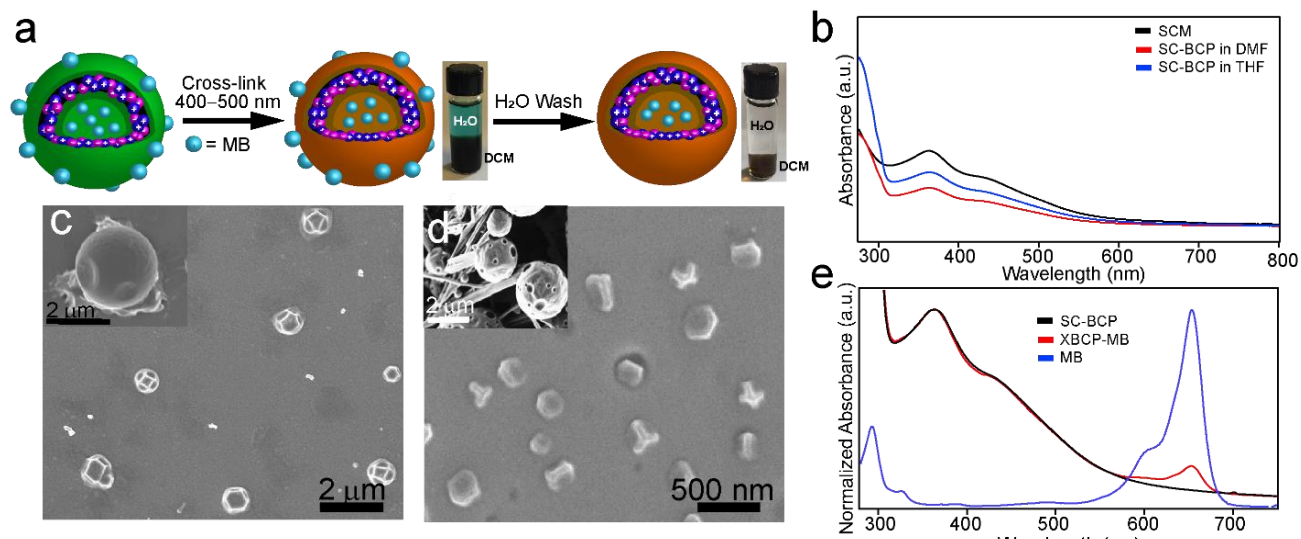 a
Cross-link
400–500 nm
= MB
H₂O
DCM
H₂O Wash
H₂O
DCM
b
SCM
SC-BCP in DMF
SC-BCP in THF
Absorbance (a.u.)
300
400
500
600
700
800
Wavelength (nm)
c
2 μm
2 μm
d
2 μm
500 nm
e
SC-BCP
XBCP-MB
MB
Normalized Absorbance (a.u.)
300
400
500
600
700